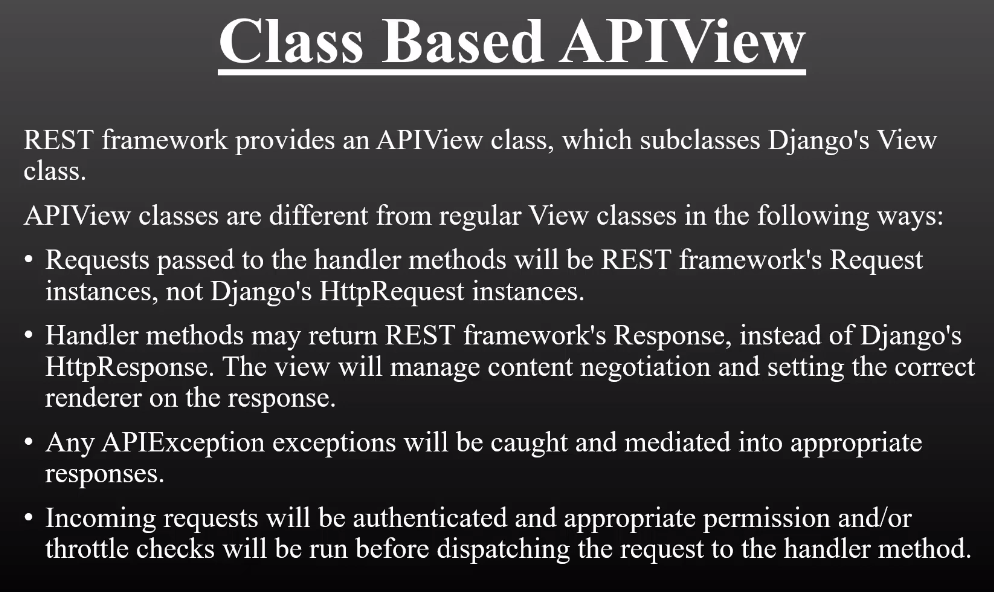 Class Based APIView
REST framework provides an APIView class, which subclasses Django's View
class.
APIView classes are different from regular View classes in the following ways:
• Requests passed to the handler methods will be REST framework's Request
instances, not Django's HttpRequest instances.
• Handler methods may return REST framework's Response, instead of Django's
HttpResponse. The view will manage content negotiation and setting the correct
renderer on the response.
• Any APIException exceptions will be caught and mediated into appropriate
responses.
• Incoming requests will be authenticated and appropriate permission and/or
throttle checks will be run before dispatching the request to the handler method.